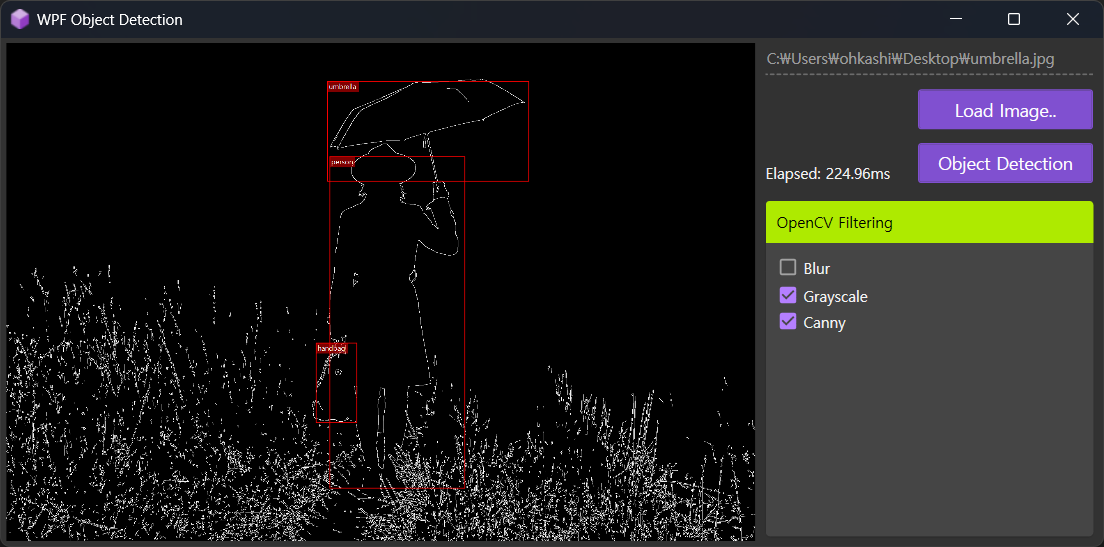 WPF Object Detection
umbrella
person
handbag
C:₩Users₩ohkashi₩Desktop₩umbrella.jpg
Load Image..
Elapsed: 224.96ms
Object Detection
OpenCV Filtering
Blur
Grayscale
Canny